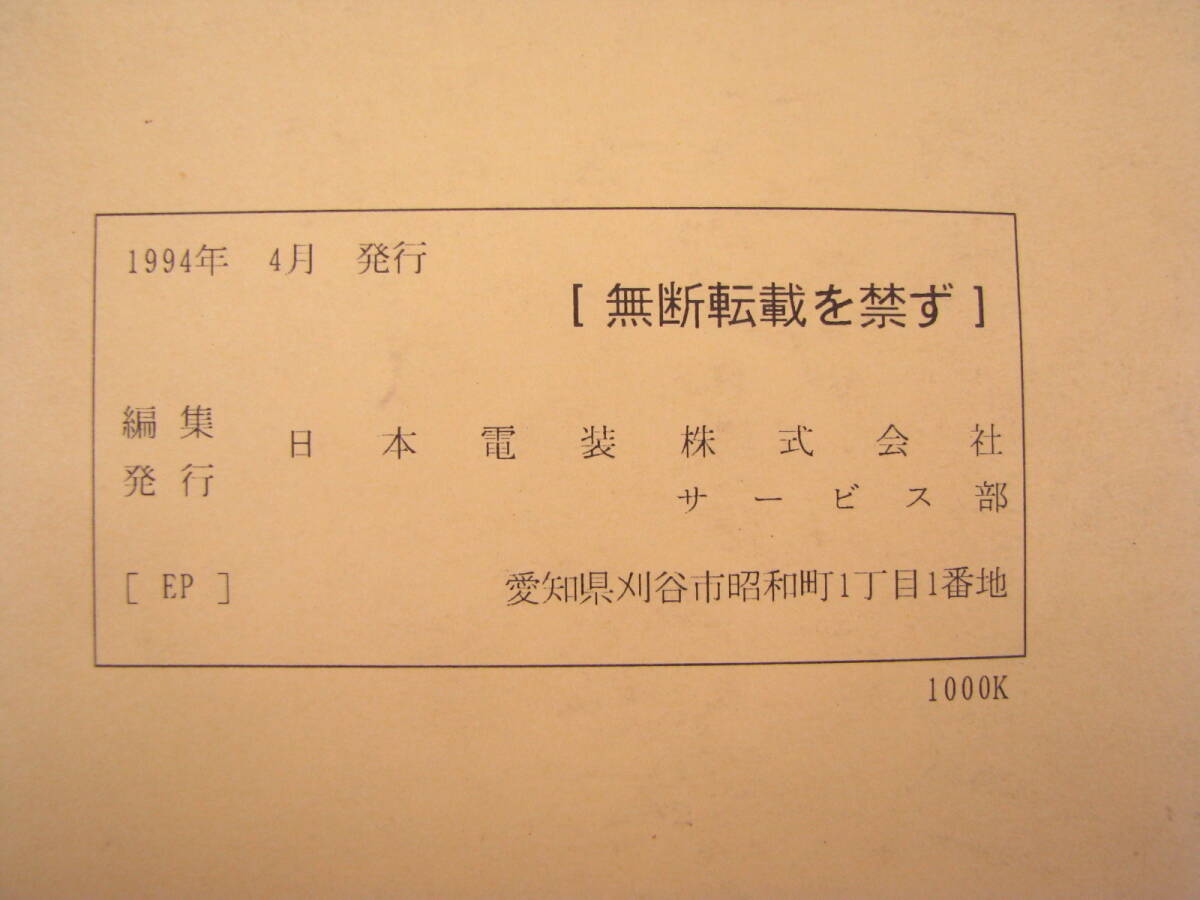 1994年 4月 発行
[ 無断転載を禁ず ]
編集
発行
日本電装株式会社
サービス部
[ EP ]
愛知県刈谷市昭和町1丁目1番地
1000K